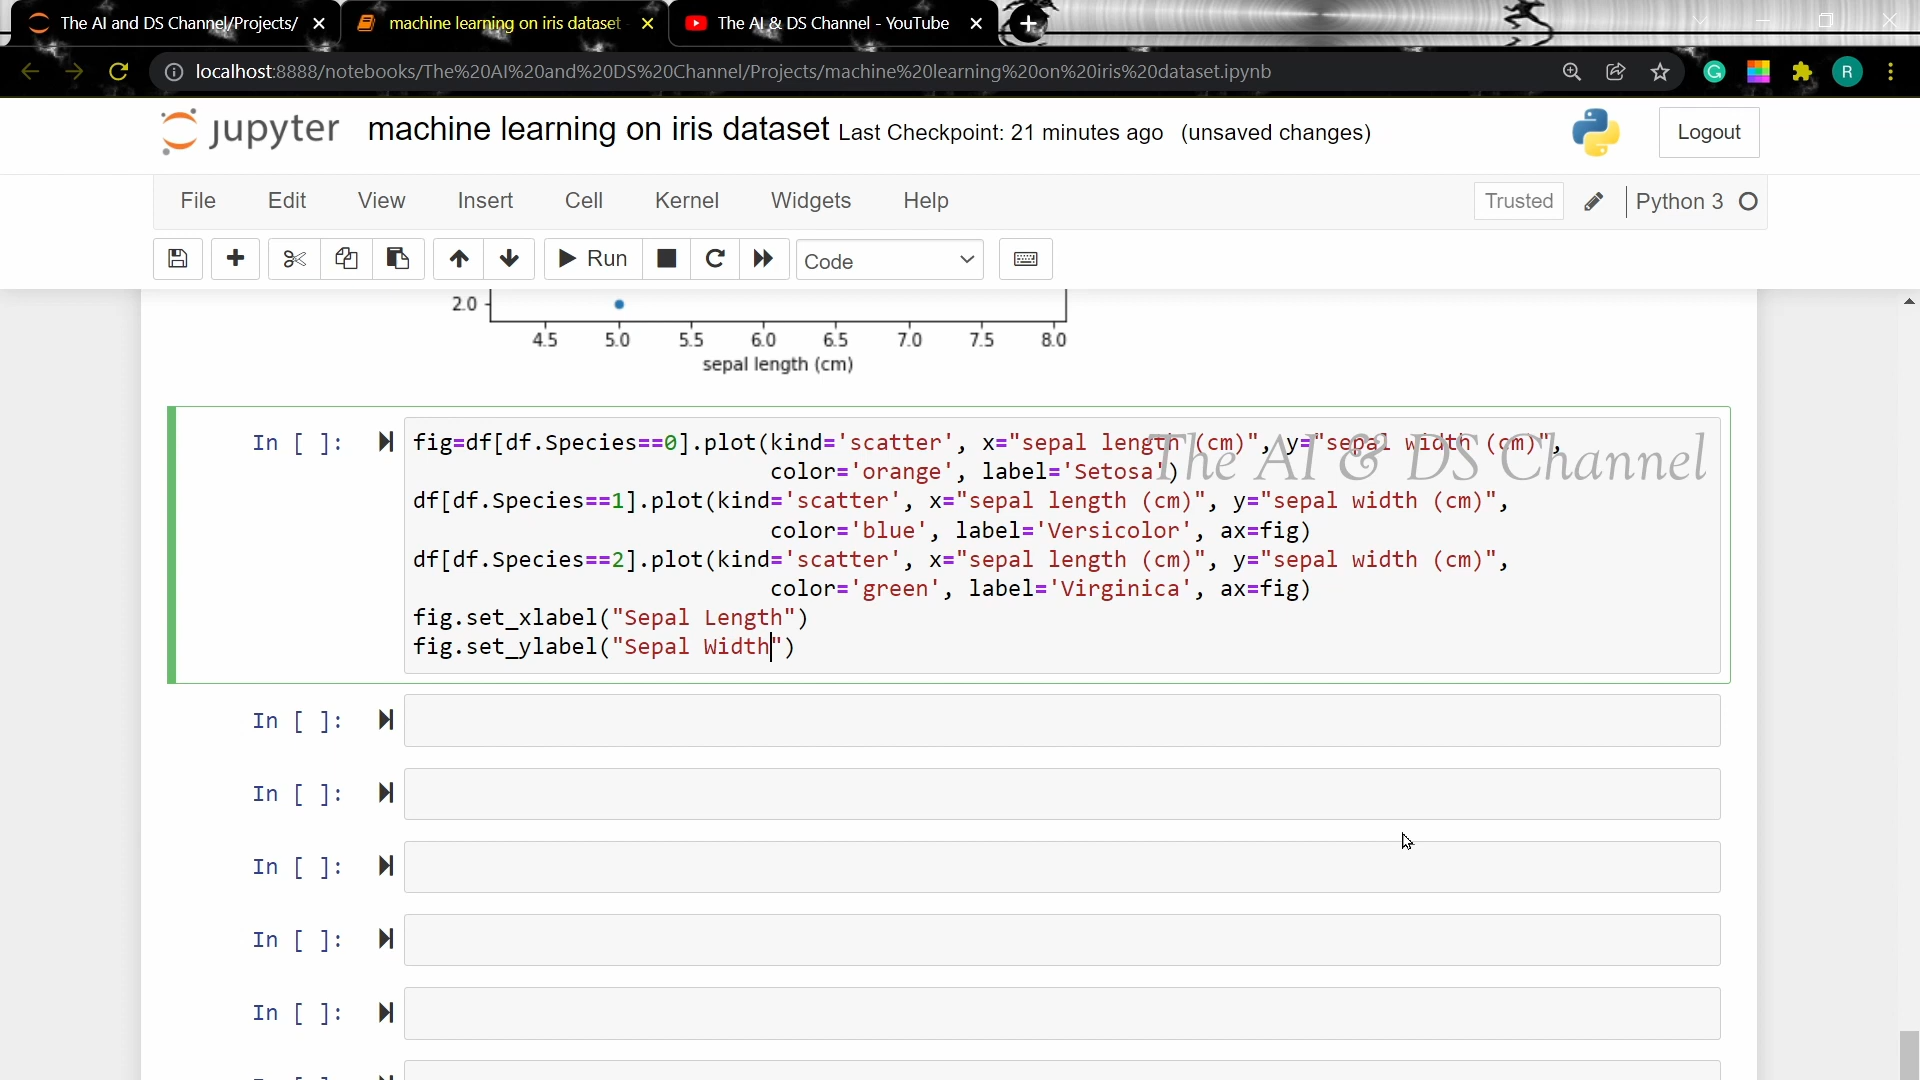 The AI and DS Channel/Projects/
machine learning on iris dataset
The AI & DS Channel - YouTube
localhost:8888/notebooks/The%20AI%20and%20DS%20Channel/Projects/machine%20learning%20on%20iris%20dataset.ipynb
R
jupyter machine learning on iris dataset Last Checkpoint: 21 minutes ago (unsaved changes)
Logout
File Edit View Insert Cell Kernel Widgets Help
Trusted
Python 3
Run
Code
2.0
4.5 5.0 5.5 6.0 6.5 7.0 7.5 8.0
sepal length (cm)
In [ ]:
fig=df[df.Species==0].plot(kind='scatter', x="sepal length (cm)", y="sepal width (cm)",
color='orange', label='Setosa')
The AI & DS Channel
df[df.Species==1].plot(kind='scatter', x="sepal length (cm)", y="sepal width (cm)",
color='blue', label='Versicolor', ax=fig)
df[df.Species==2].plot(kind='scatter', x="sepal length (cm)", y="sepal width (cm)",
color='green', label='Virginica', ax=fig)
fig.set_xlabel("Sepal Length")
fig.set_ylabel("Sepal Width")
In [ ]:
In [ ]:
In [ ]:
In [ ]:
In [ ]: